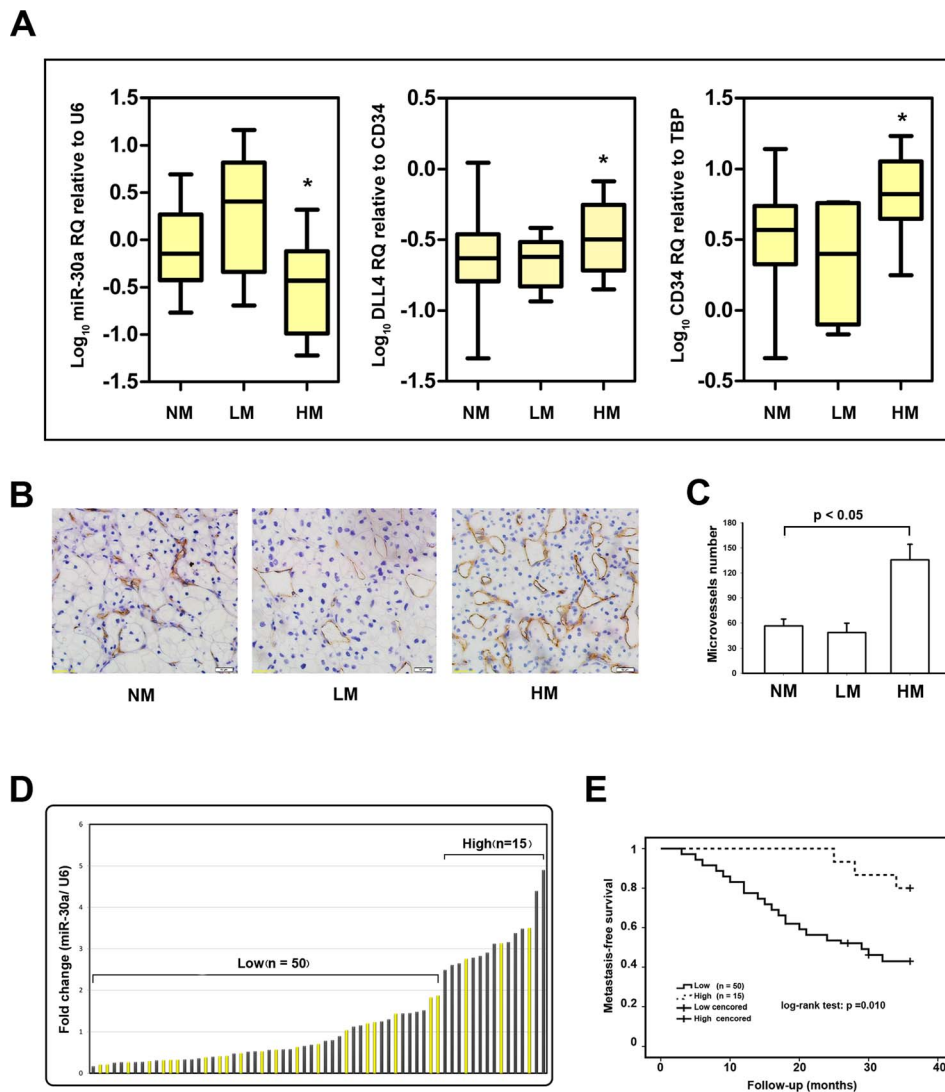 A
Log10 miR-30a RQ relative to U6
1.5
1.0
0.5
0.0
-0.5
-1.0
-1.5
*
NM LM HM
Log10 DLL4 RQ relative to CD34
0.5
0.0
-0.5
-1.0
-1.5
*
NM LM HM
Log10 CD34 RQ relative to TBP
1.5
1.0
0.5
0.0
-0.5
*
NM LM HM
B
NM LM HM
C
Microvessels number
180
150
120
90
60
30
0
p < 0.05
NM LM HM
D
Fold change (miR-30a/ U6)
6
5
4
3
2
1
0
Low(n = 50)
High(n=15)
E
Metastasis-free survival
1
0.8
0.6
0.4
0.2
0
Low (n = 50)
High (n = 15)
Low cencored
High cencored
log-rank test: p =0.010
0 10 20 30 40
Follow-up (months)